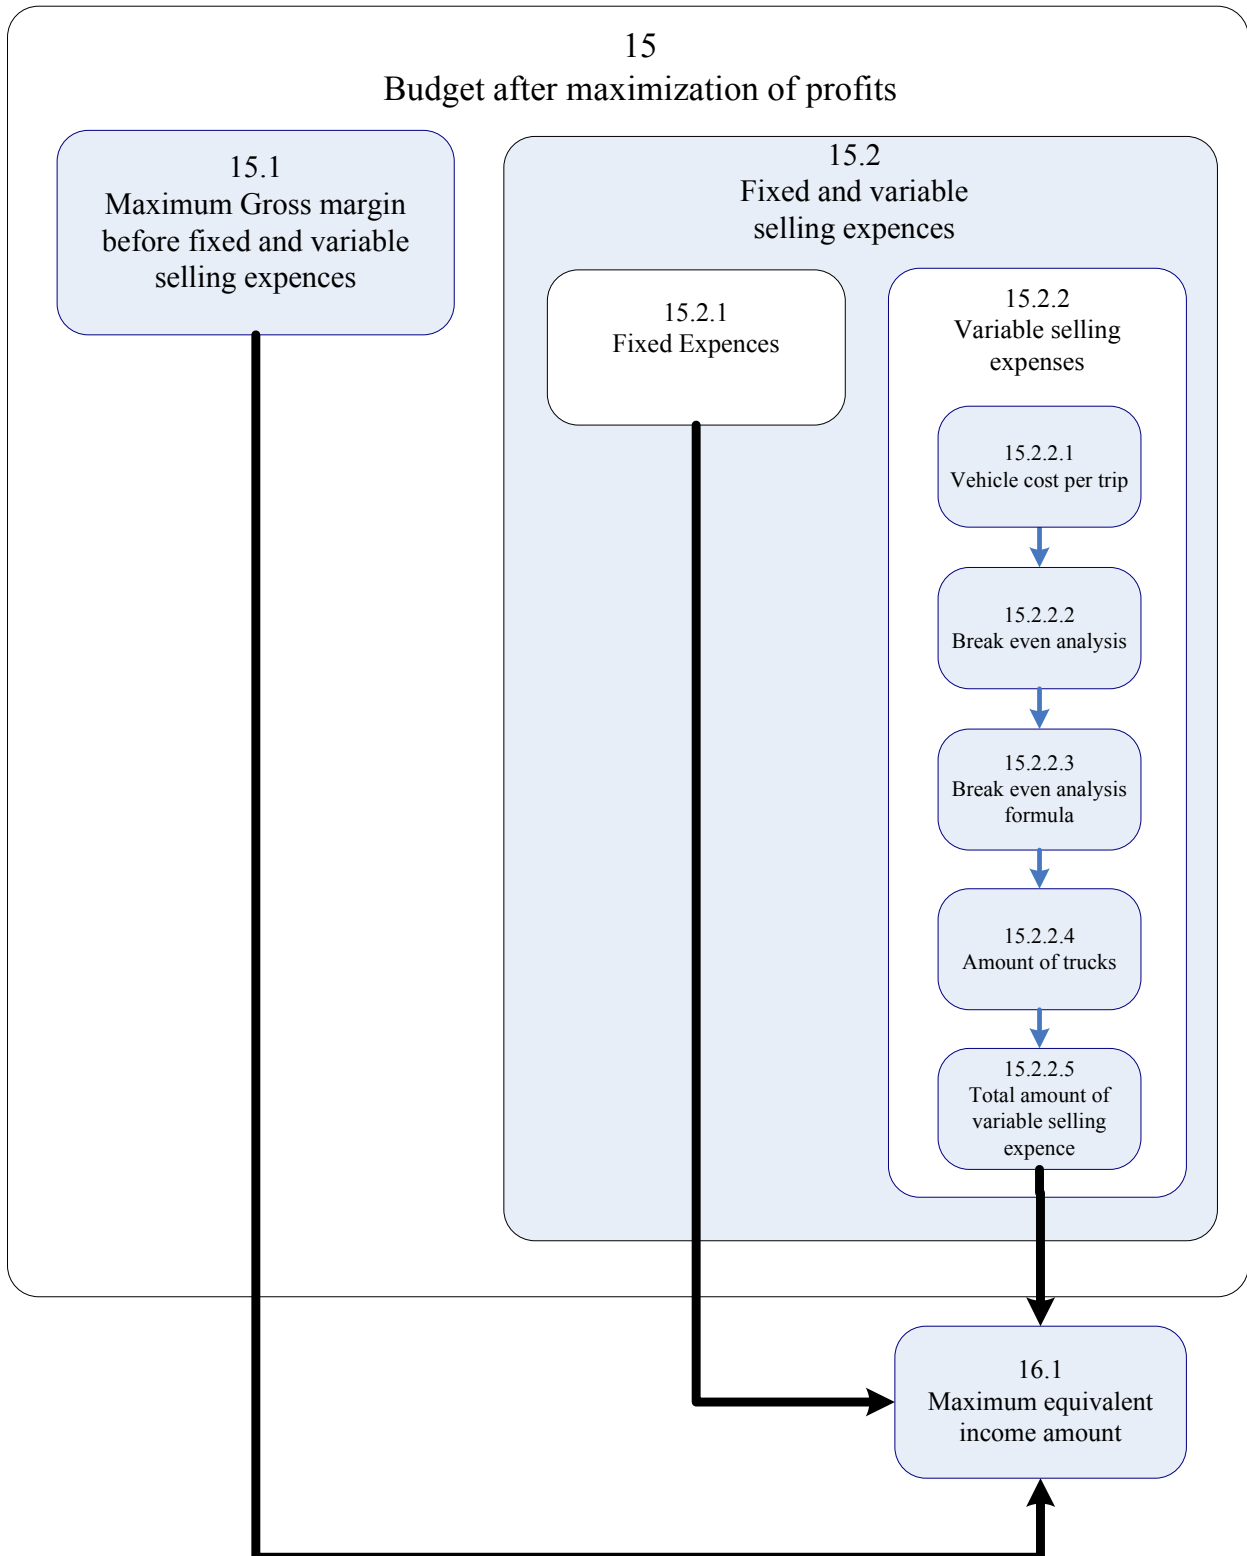 15
Budget after maximization of profits
15.1
Maximum Gross margin
before fixed and variable
selling expences
15.2
Fixed and variable
selling expences
15.2.1
Fixed Expences
15.2.2
Variable selling
expenses
15.2.2.1
Vehicle cost per trip
15.2.2.2
Break even analysis
15.2.2.3
Break even analysis
formula
15.2.2.4
Amount of trucks
15.2.2.5
Total amount of
variable selling
expence
16.1
Maximum equivalent
income amount